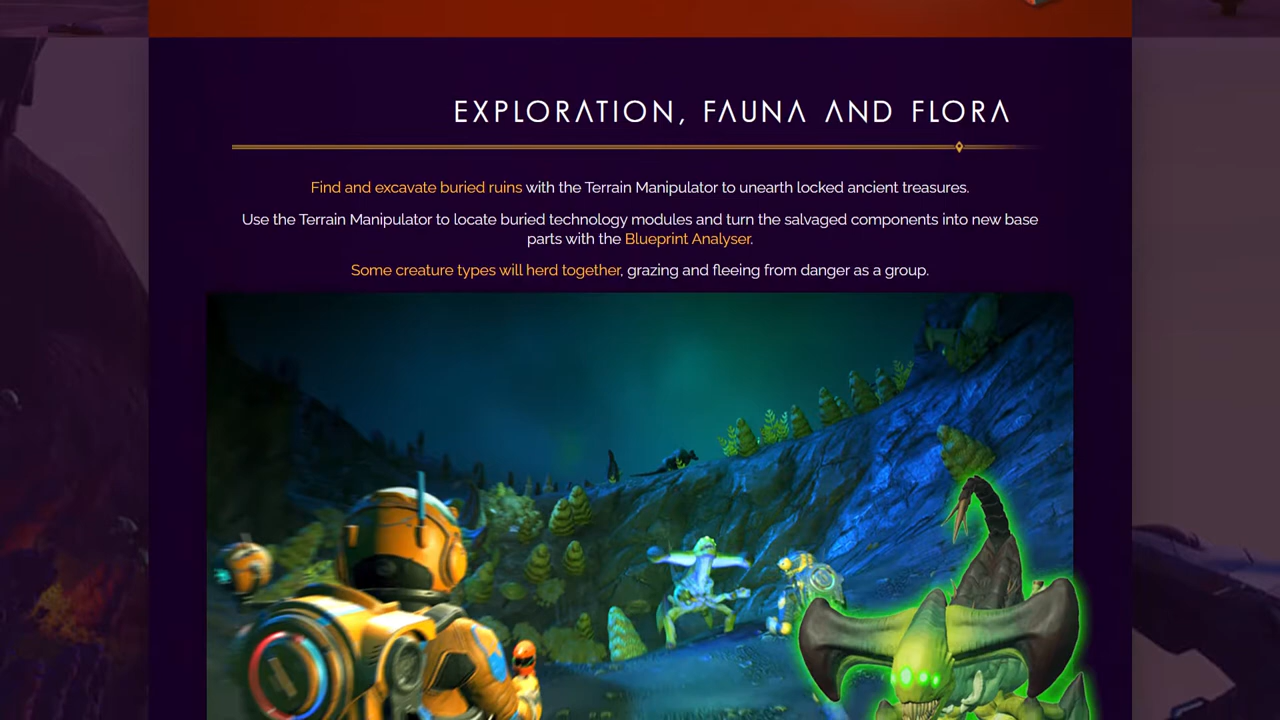 EXPLORATION, FAUNA AND FLORA
Find and excavate buried ruins with the Terrain Manipulator to unearth locked ancient treasures.
Use the Terrain Manipulator to locate buried technology modules and turn the salvaged components into new base
parts with the Blueprint Analyser.
Some creature types will herd together, grazing and fleeing from danger as a group.